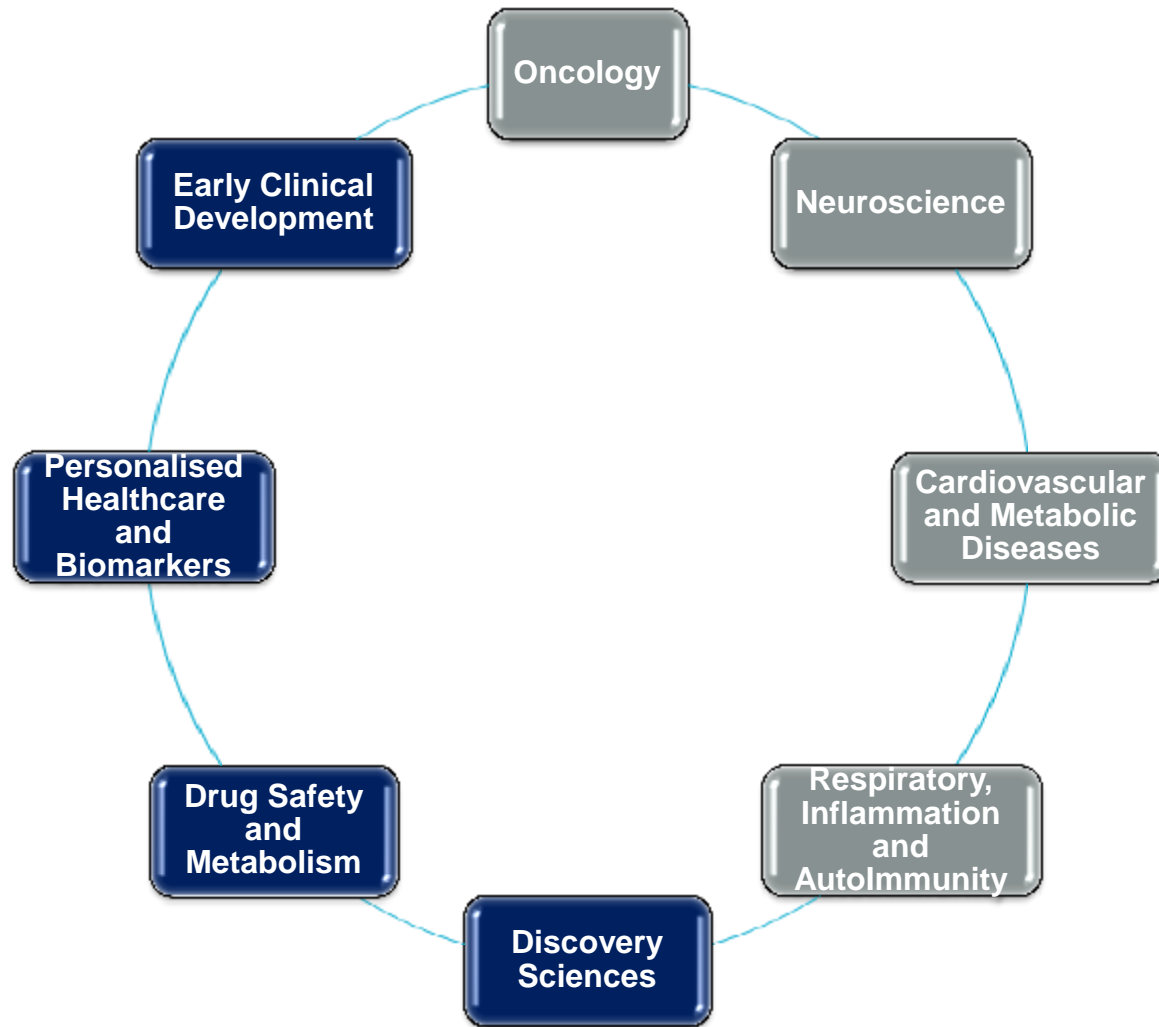 Oncology
Neuroscience
Cardiovascular
and Metabolic
Diseases
Respiratory,
Inflammation
and
AutoImmunity
Discovery
Sciences
Drug Safety
and
Metabolism
Personalised
Healthcare
and
Biomarkers
Early Clinical
Development